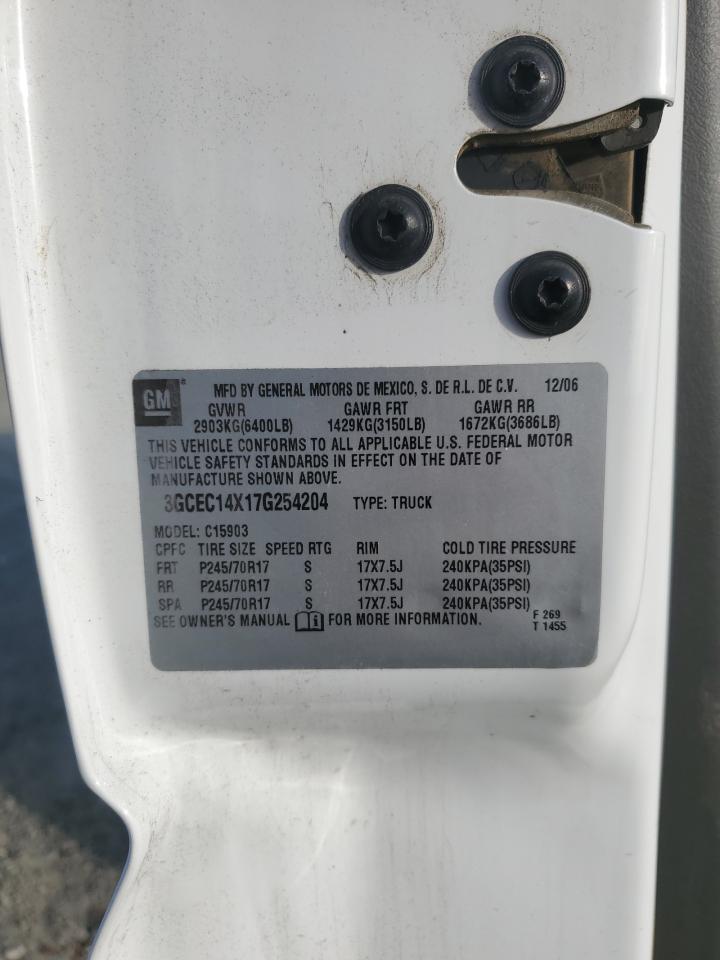 GM ® MFD BY GENERAL MOTORS DE MEXICO, S. DE R.L. DE C.V. 12/06
GVWR GAWR FRT GAWR RR
2903KG(6400LB) 1429KG(3150LB) 1672KG(3686LB)
THIS VEHICLE CONFORMS TO ALL APPLICABLE U.S. FEDERAL MOTOR
VEHICLE SAFETY STANDARDS IN EFFECT ON THE DATE OF
MANUFACTURE SHOWN ABOVE.
3GCEC14X17G254204 TYPE: TRUCK
MODEL: C15903
CPFC TIRE SIZE SPEED RTG RIM COLD TIRE PRESSURE
FRT P245/70R17 S 17X7.5J 240KPA(35PSI)
RR P245/70R17 S 17X7.5J 240KPA(35PSI)
SPA P245/70R17 S 17X7.5J 240KPA(35PSI)
SEE OWNER'S MANUAL FOR MORE INFORMATION.
F 269
T 1455